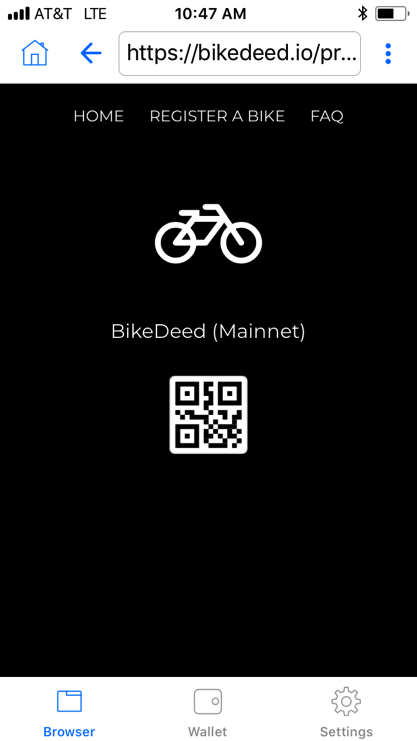 AT&T LTE 10:47 AM
https://bikedeed.io/pr...
HOME REGISTER A BIKE FAQ
BikeDeed (Mainnet)
Browser Wallet Settings